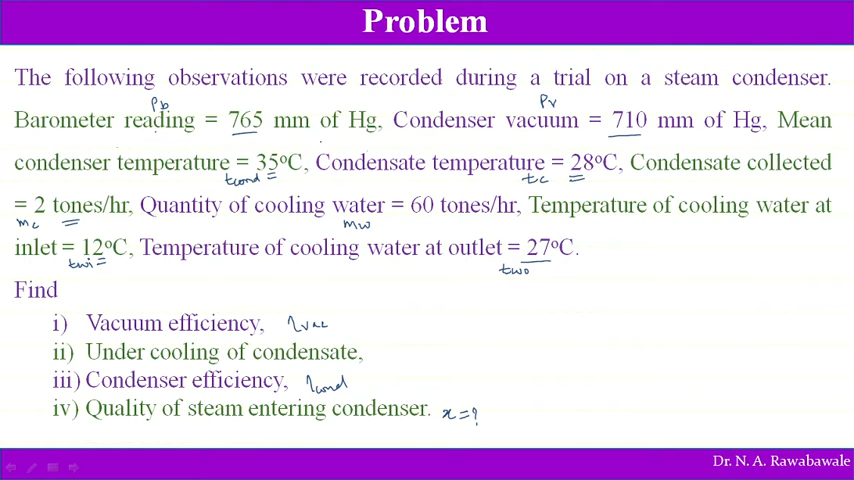 Problem
The following observations were recorded during a trial on a steam condenser.
Pb Pv
Barometer reading = 765 mm of Hg, Condenser vacuum = 710 mm of Hg, Mean
condenser temperature = 35°C, Condensate temperature = 28°C, Condensate collected
tcond tc
= 2 tones/hr, Quantity of cooling water = 60 tones/hr, Temperature of cooling water at
mc mw
inlet = 12°C, Temperature of cooling water at outlet = 27°C.
twi two
Find
i) Vacuum efficiency, ηvac
ii) Under cooling of condensate,
iii) Condenser efficiency, ηcond
iv) Quality of steam entering condenser. x=?
Dr. N. A. Rawabawale